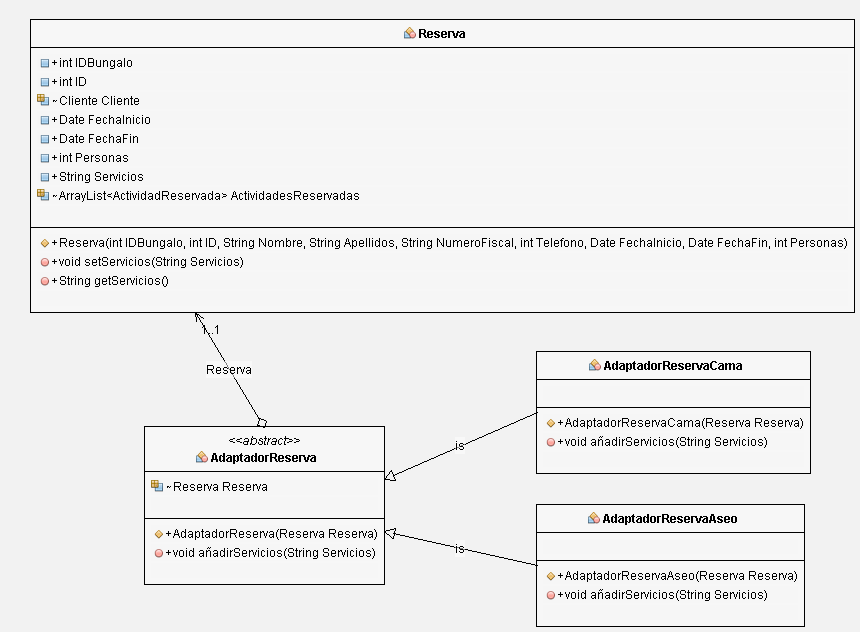 Reserva
+int IDBungalo
+int ID
~Cliente Cliente
+Date FechaInicio
+Date FechaFin
+int Personas
+String Servicios
~ArrayList<ActividadReservada> ActividadesReservadas
+Reserva(int IDBungalo, int ID, String Nombre, String Apellidos, String NumeroFiscal, int Telefono, Date FechaInicio, Date FechaFin, int Personas)
+void setServicios(String Servicios)
+String getServicios()
1..1
Reserva
<<abstract>>
AdaptadorReserva
~Reserva Reserva
+AdaptadorReserva(Reserva Reserva)
+void añadirServicios(String Servicios)
is
is
AdaptadorReservaCama
+AdaptadorReservaCama(Reserva Reserva)
+void añadirServicios(String Servicios)
AdaptadorReservaAseo
+AdaptadorReservaAseo(Reserva Reserva)
+void añadirServicios(String Servicios)